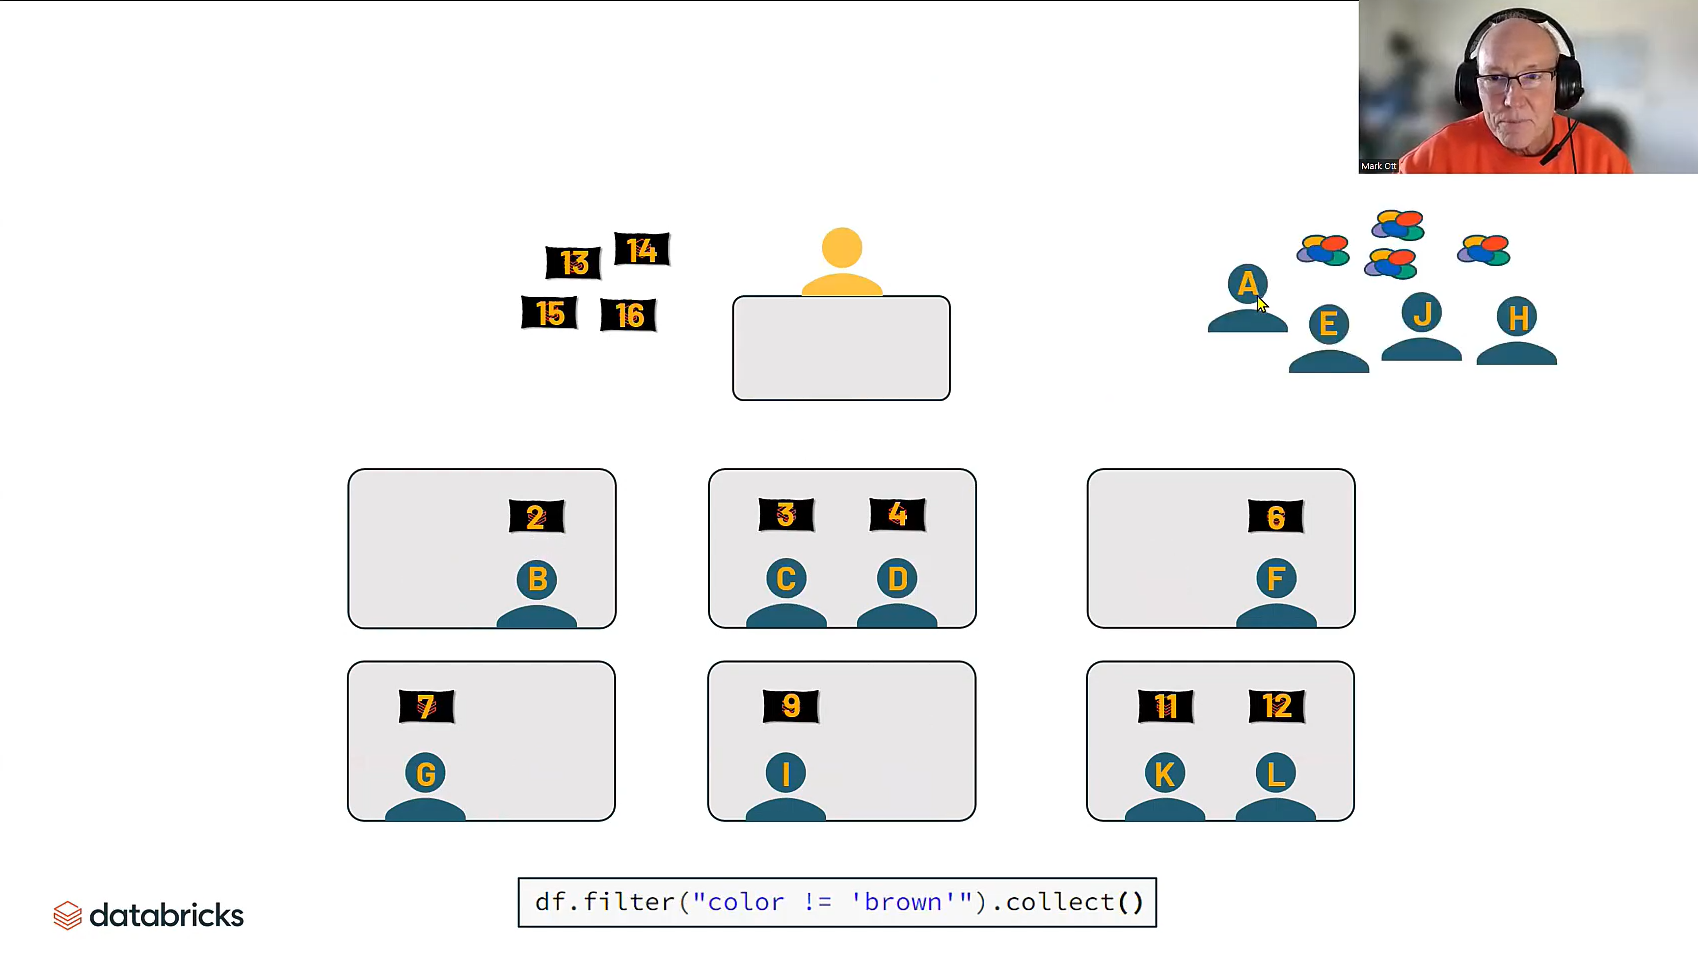 Mark Ott
13
14
15
16
A
E
J
H
2
3
4
6
B
C
D
F
7
9
11
12
G
I
K
L
df.filter("color != 'brown'").collect()
databricks